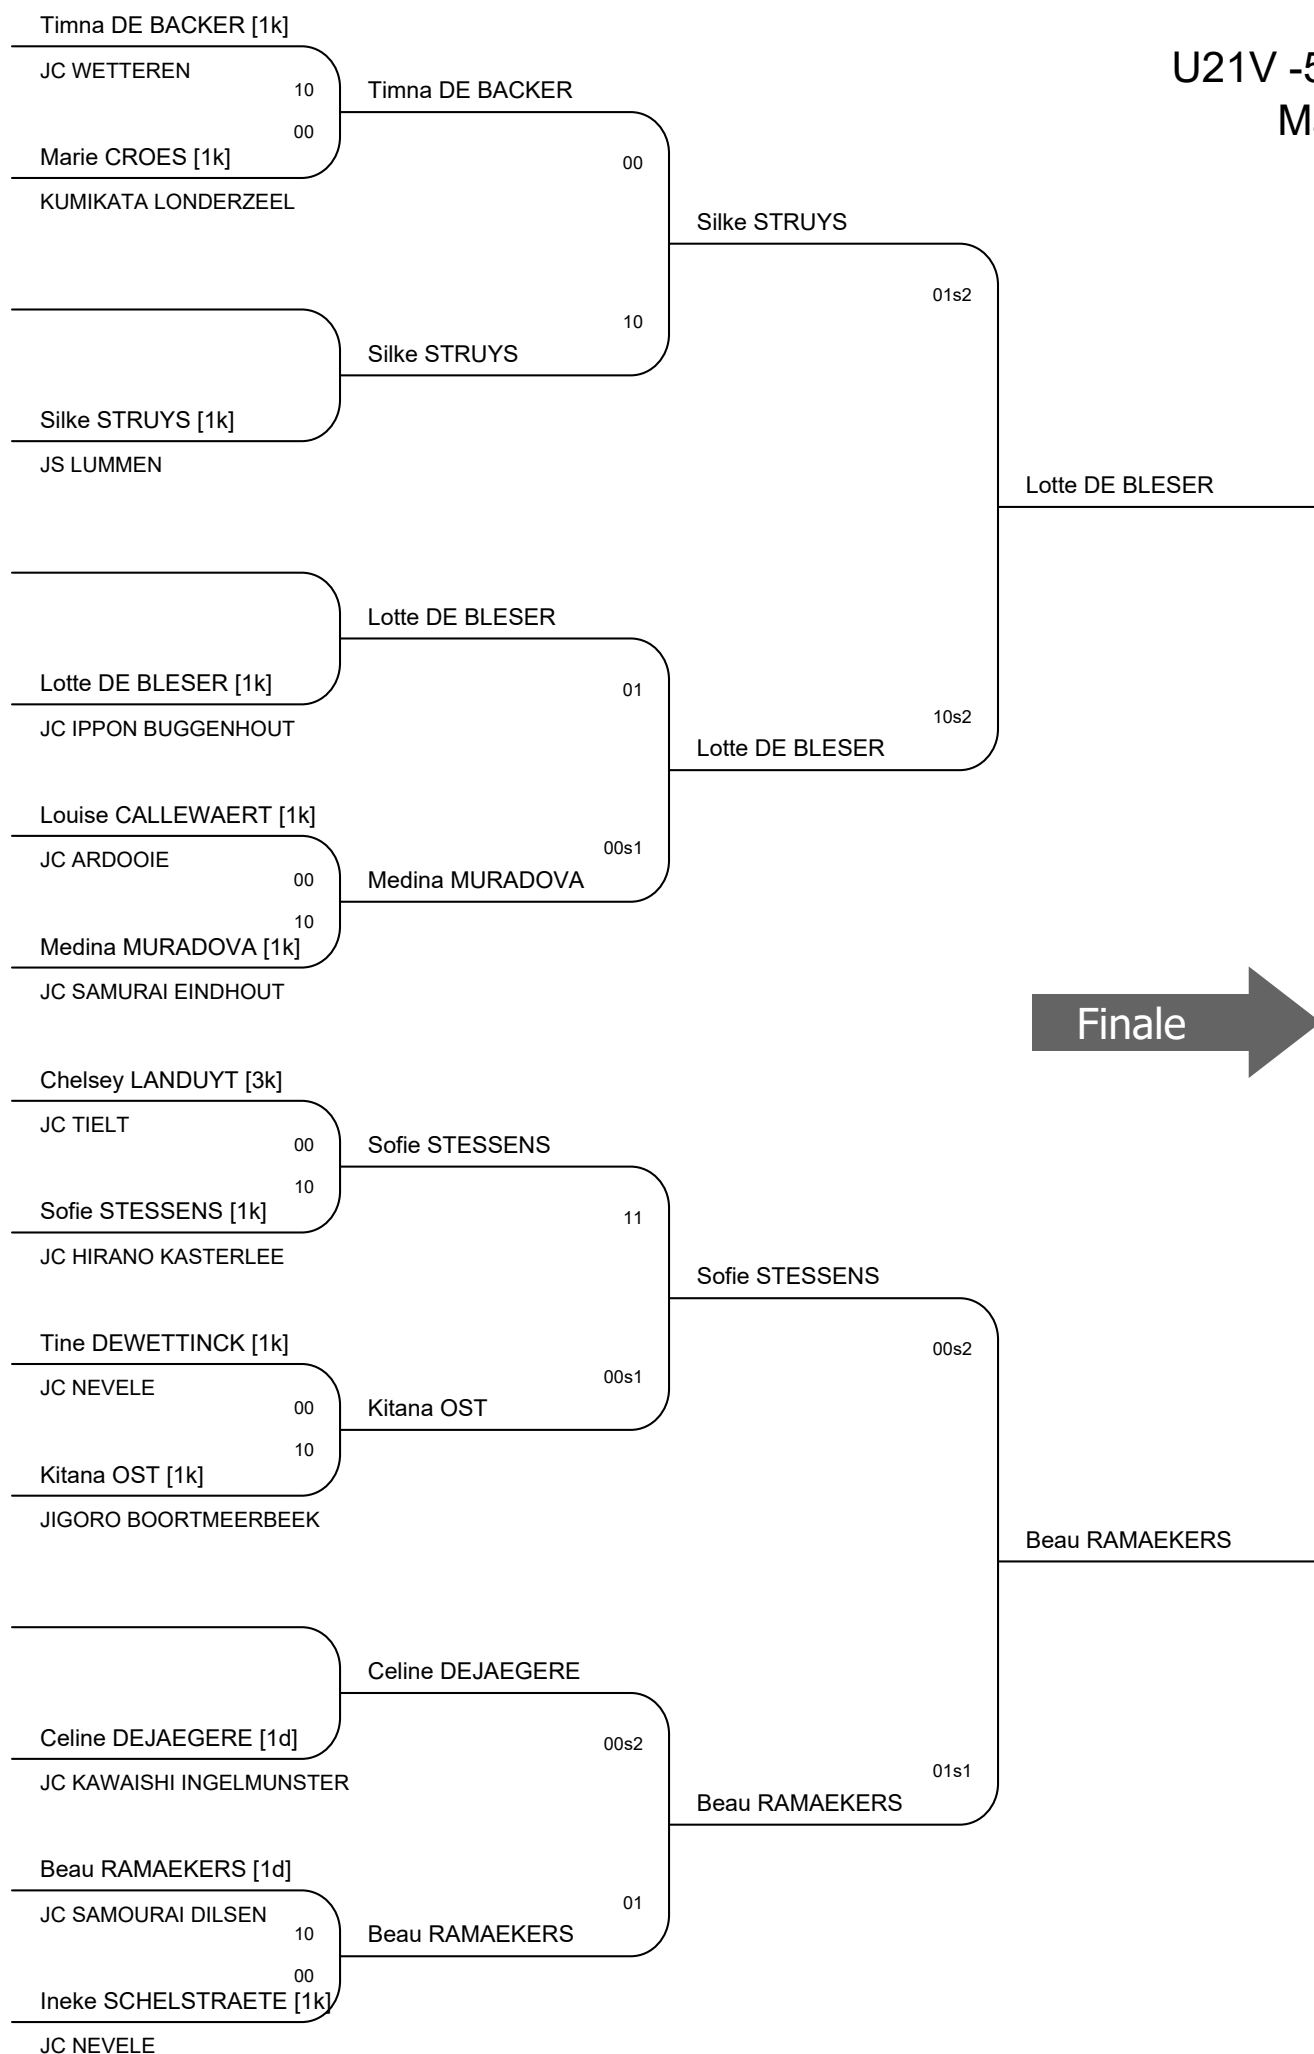 Timna DE BACKER [1k]
JC WETTEREN
10
00
Marie CROES [1k]
KUMIKATA LONDERZEEL
Silke STRUYS [1k]
JS LUMMEN
Lotte DE BLESER [1k]
JC IPPON BUGGENHOUT
Louise CALLEWAERT [1k]
JC ARDOOIE
00
10
Medina MURADOVA [1k]
JC SAMURAI EINDHOUT
Chelsey LANDUYT [3k]
JC TIELT
00
10
Sofie STESSENS [1k]
JC HIRANO KASTERLEE
Tine DEWETTINCK [1k]
JC NEVELE
00
10
Kitana OST [1k]
JIGORO BOORTMEERBEEK
Celine DEJAEGERE [1d]
JC KAWAISHI INGELMUNSTER
Beau RAMAEKERS [1d]
JC SAMOURAI DILSEN
10
00
Ineke SCHELSTRAETE [1k]
JC NEVELE
Timna DE BACKER
00
10
Silke STRUYS
Lotte DE BLESER
01
00s1
Medina MURADOVA
Sofie STESSENS
11
00s1
Kitana OST
Celine DEJAEGERE
00s2
01
Beau RAMAEKERS
Silke STRUYS
01s2
10s2
Lotte DE BLESER
Sofie STESSENS
00s2
01s1
Beau RAMAEKERS
U21V -5
M
Lotte DE BLESER
Finale
Beau RAMAEKERS